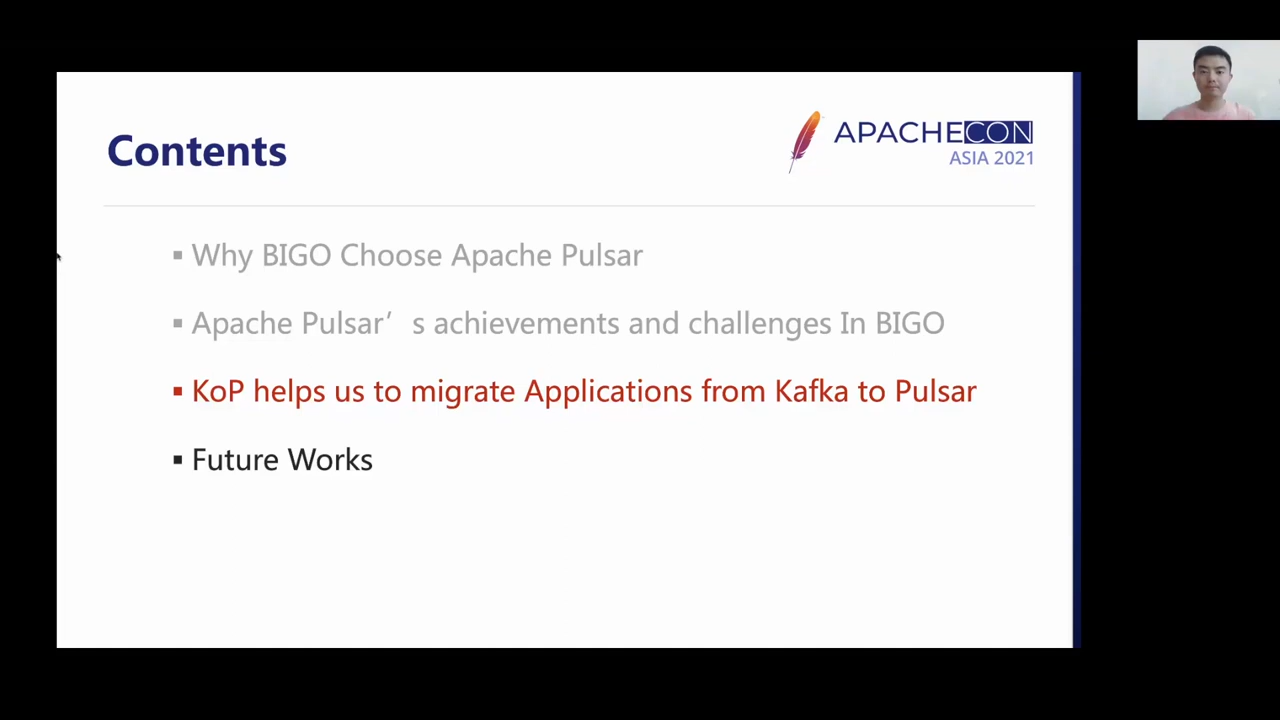 Contents
APACHECON
ASIA 2021
▪ Why BIGO Choose Apache Pulsar
▪ Apache Pulsar’s achievements and challenges In BIGO
▪ KoP helps us to migrate Applications from Kafka to Pulsar
▪ Future Works